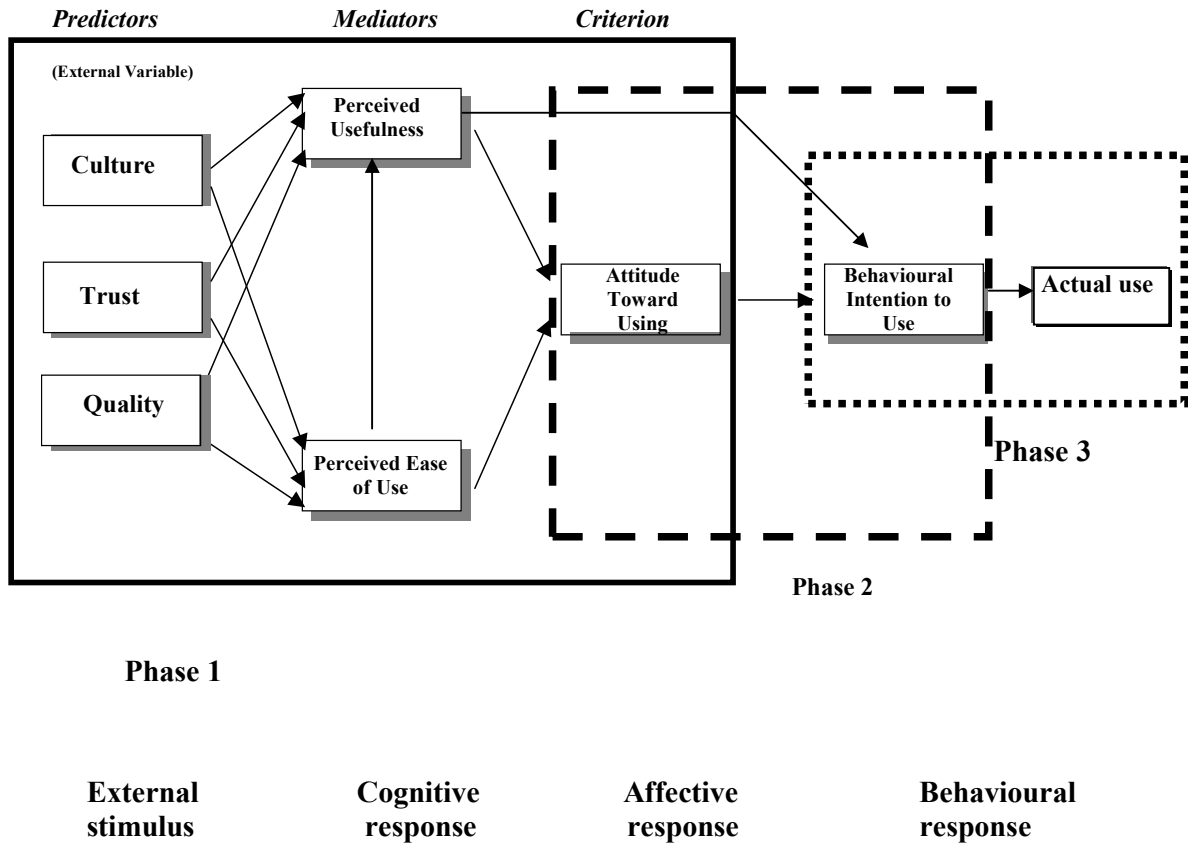 Predictors Mediators Criterion
(External Variable)
Perceived
Usefulness
Culture
Trust
Quality
Perceived Ease
of Use
Attitude
Toward
Using
Behavioural
Intention to
Use
Actual use
Phase 3
Phase 2
Phase 1
External
stimulus
Cognitive
response
Affective
response
Behavioural
response